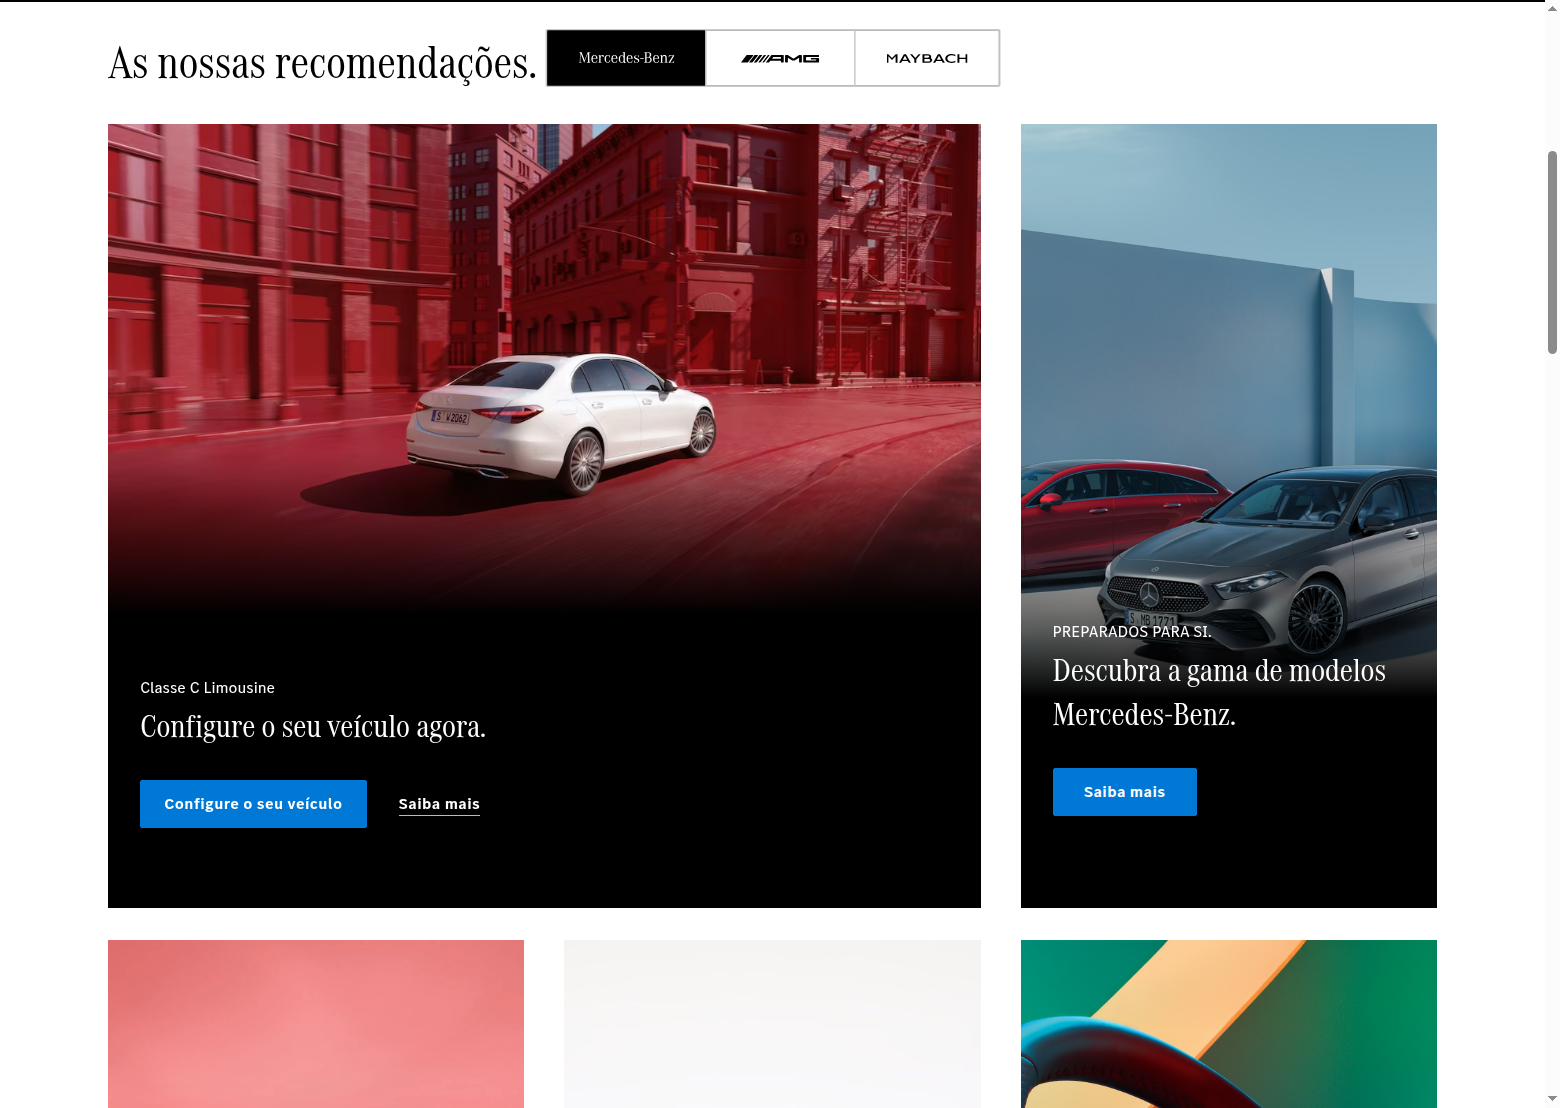 As nossas recomendações.
Mercedes-Benz
AMG
MAYBACH
S W 2062
S MB 1771
Classe C Limousine
Configure o seu veículo agora.
Configure o seu veículo
Saiba mais
PREPARADOS PARA SI.
Descubra a gama de modelos
Mercedes-Benz.
Saiba mais